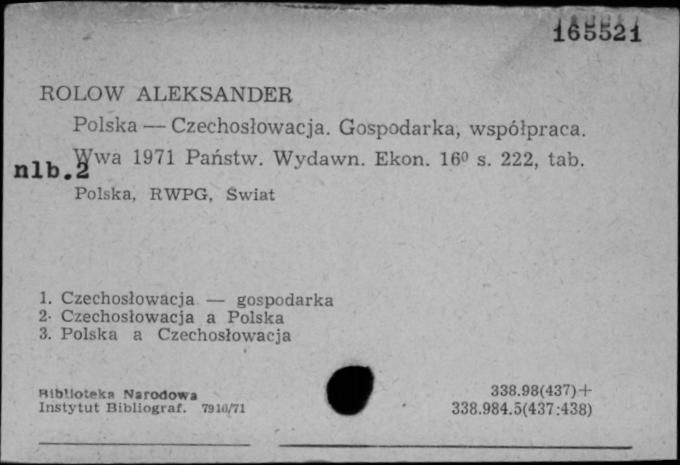 165521
ROLOW ALEKSANDER
Polska — Czechosłowacja. Gospodarka, współpraca.
Wwa 1971 Państw. Wydawn. Ekon. 16⁰ s. 222, tab.
nlb.2
Polska, RWPG, Świat
1. Czechosłowacja — gospodarka
2. Czechosłowacja a Polska
3. Polska a Czechosłowacja
Biblioteka Narodowa
Instytut Bibliograf. 7910/71
338.98(437)+
338.984.5(437:438)